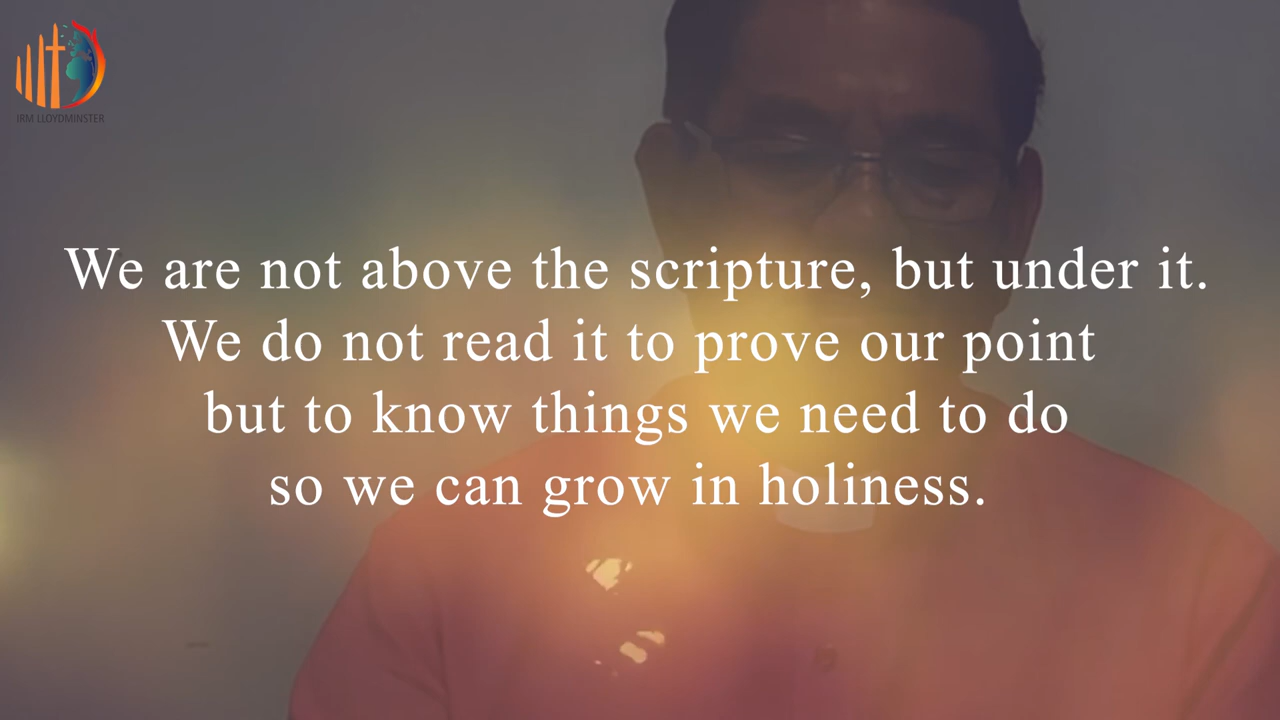 IRM LLOYDMINSTER
We are not above the scripture, but under it.
We do not read it to prove our point
but to know things we need to do
so we can grow in holiness.